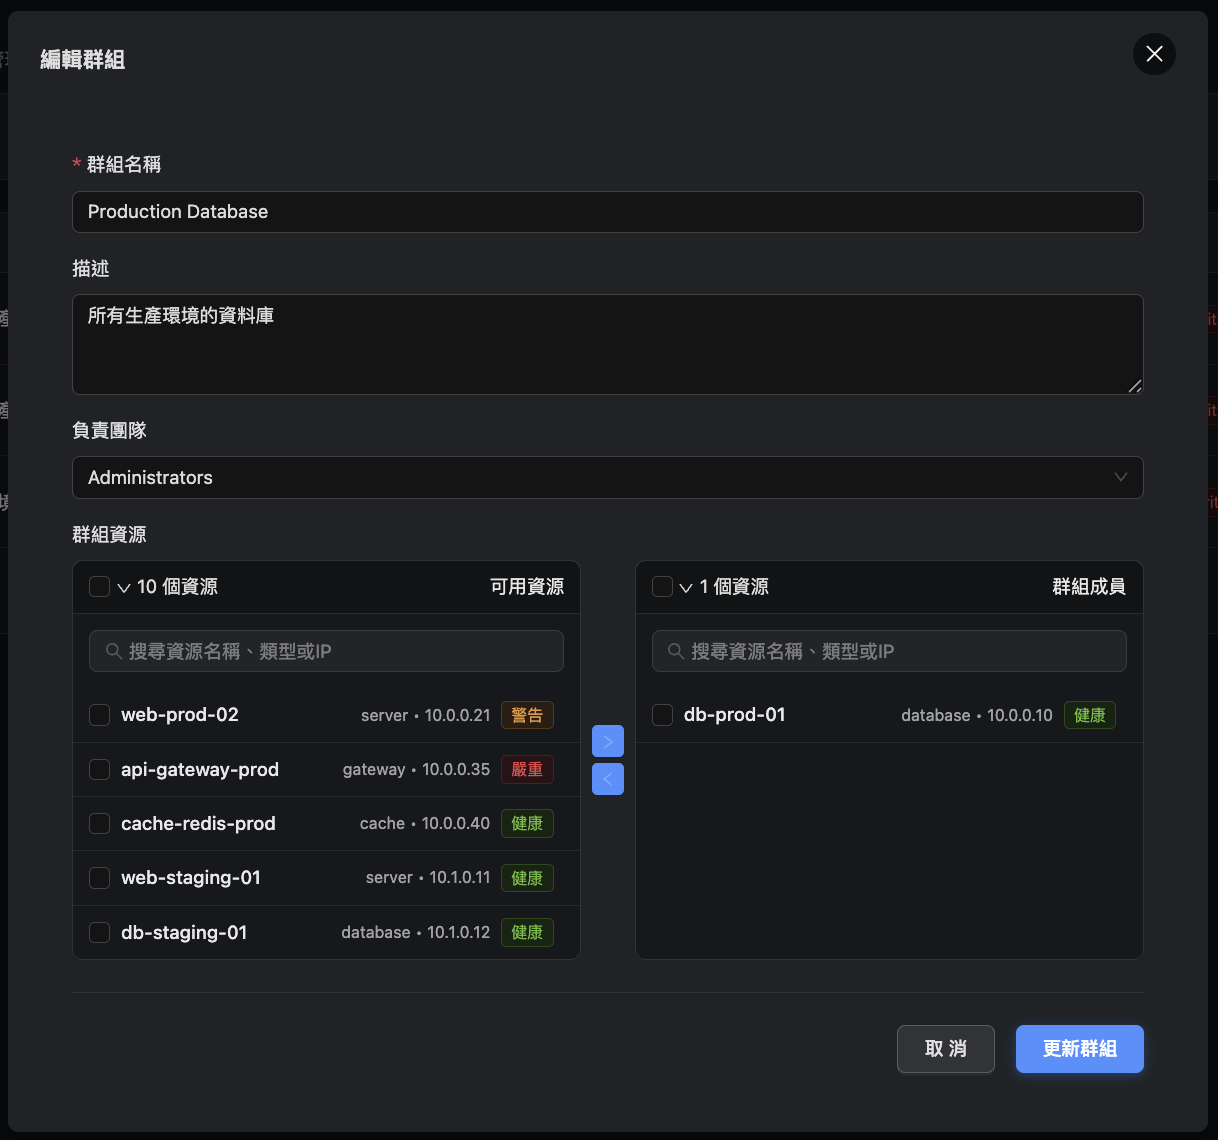 編輯群組
* 群組名稱
Production Database
描述
所有生產環境的資料庫
負責團隊
Administrators
群組資源
10 個資源 可用資源
搜尋資源名稱、類型或IP
web-prod-02 server • 10.0.0.21 警告
api-gateway-prod gateway • 10.0.0.35 嚴重
cache-redis-prod cache • 10.0.0.40 健康
web-staging-01 server • 10.1.0.11 健康
db-staging-01 database • 10.1.0.12 健康
1 個資源 群組成員
搜尋資源名稱、類型或IP
db-prod-01 database • 10.0.0.10 健康
取 消
更新群組